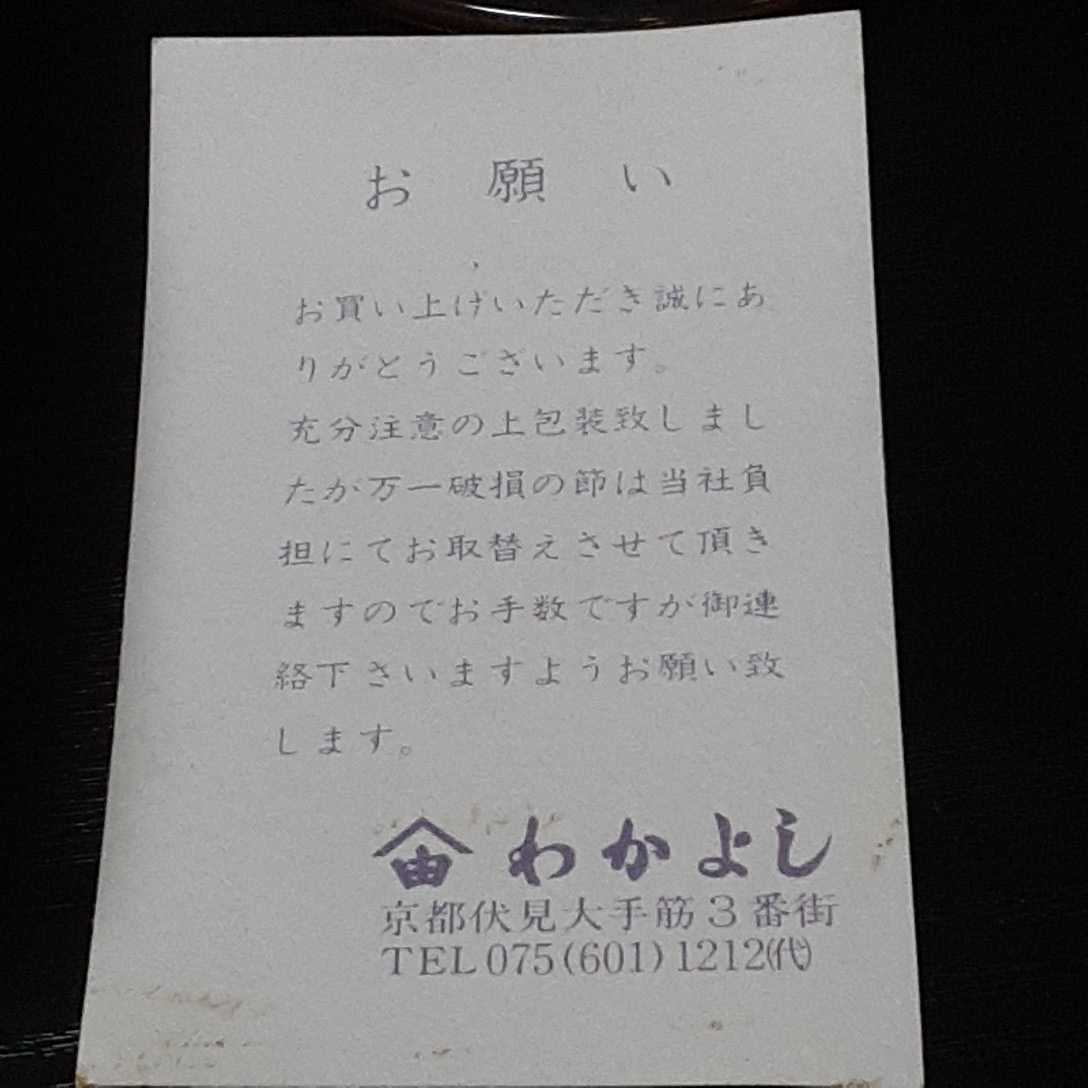 お願い
お買い上げいただき誠にあ
りがとうございます。
充分注意の上包装致しまし
たが万一破損の節は当社負
担にてお取替えさせて頂き
ますのでお手数ですが御連
絡下さいますようお願い致
します。
由 わかよし
京都伏見大手筋3番街
TEL 075(601)1212㈹